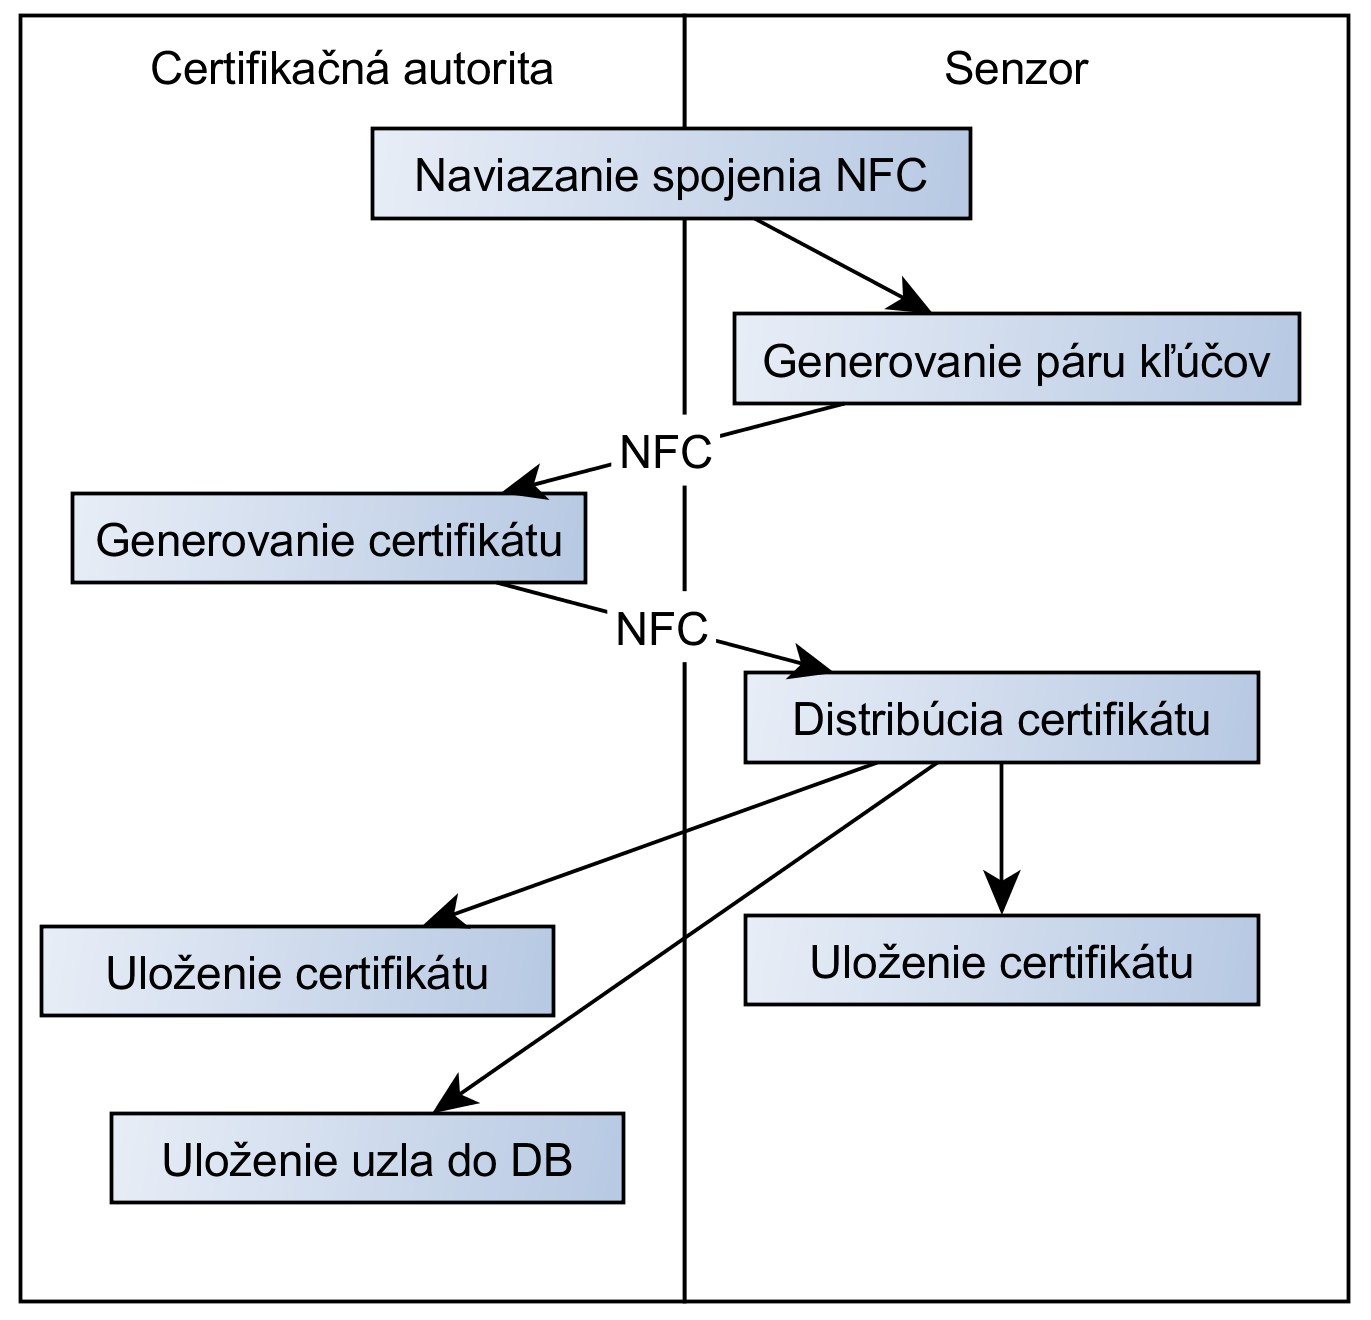 Certifikačná autorita
Senzor
Naviazanie spojenia NFC
Generovanie páru kľúčov
NFC
Generovanie certifikátu
NFC
Distribúcia certifikátu
Uloženie certifikátu
Uloženie certifikátu
Uloženie uzla do DB